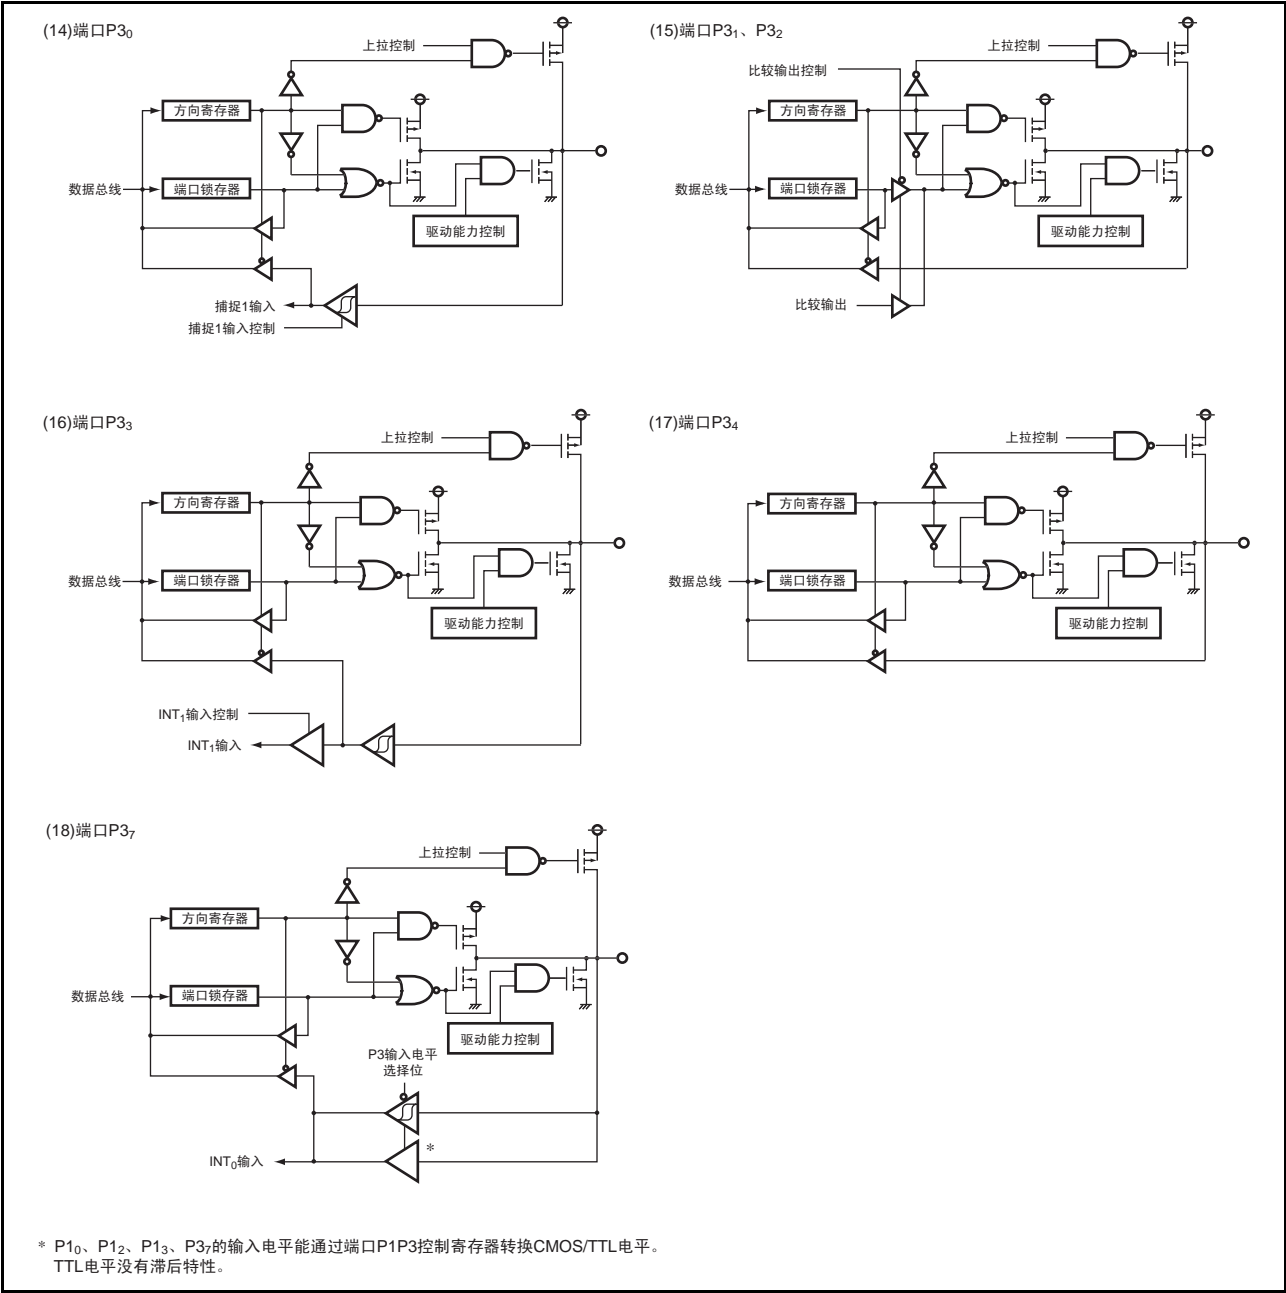 (14)端口P3₀
上拉控制
方向寄存器
数据总线
端口锁存器
驱动能力控制
捕捉1输入
捕捉1输入控制
(15)端口P3₁、P3₂
上拉控制
比较输出控制
方向寄存器
数据总线
端口锁存器
驱动能力控制
比较输出
(16)端口P3₃
上拉控制
方向寄存器
数据总线
端口锁存器
驱动能力控制
INT₁输入控制
INT₁输入
(17)端口P3₄
上拉控制
方向寄存器
数据总线
端口锁存器
驱动能力控制
(18)端口P3₇
上拉控制
方向寄存器
数据总线
端口锁存器
驱动能力控制
P3输入电平
选择位
*
INT₀输入
* P1₀、P1₂、P1₃、P3₇的输入电平能通过端口P1P3控制寄存器转换CMOS/TTL电平。
TTL电平没有滞后特性。